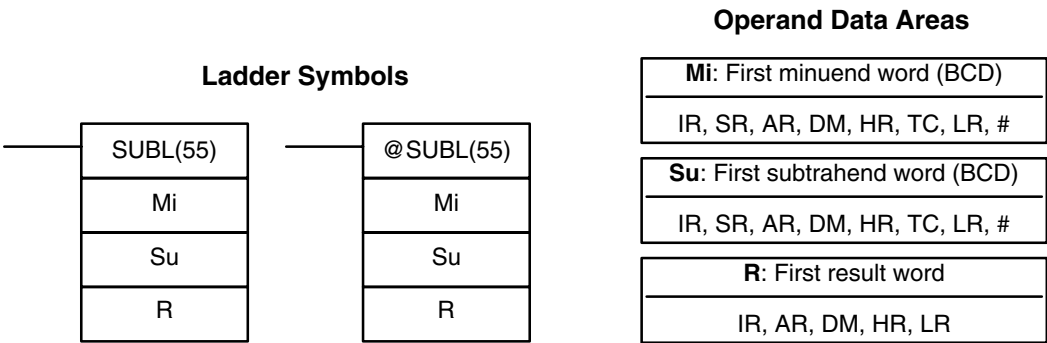 Ladder Symbols
SUBL(55)
Mi
Su
R
@SUBL(55)
Mi
Su
R
Operand Data Areas
Mi: First minuend word (BCD)
IR, SR, AR, DM, HR, TC, LR, #
Su: First subtrahend word (BCD)
IR, SR, AR, DM, HR, TC, LR, #
R: First result word
IR, AR, DM, HR, LR